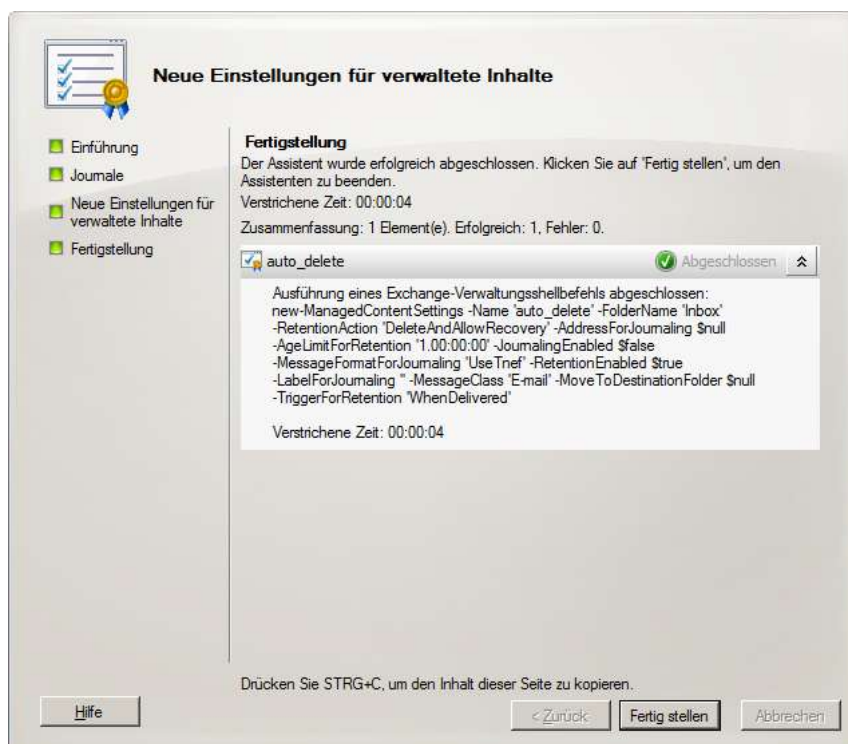 Neue Einstellungen für verwaltete Inhalte
Einführung
Journale
Neue Einstellungen für
verwaltete Inhalte
Fertigstellung
Fertigstellung
Der Assistent wurde erfolgreich abgeschlossen. Klicken Sie auf "Fertig stellen", um den
Assistenten zu beenden.
Verstrichene Zeit: 00:00:04
Zusammenfassung: 1 Element(e). Erfolgreich: 1, Fehler: 0.
auto_delete
Abgeschlossen
Ausführung eines Exchange-Verwaltungsshellbefehls abgeschlossen:
new-ManagedContentSettings -Name 'auto_delete' -FolderName 'Inbox'
-RetentionAction 'DeleteAndAllowRecovery' -AddressForJournaling $null
-AgeLimitForRetention '1.00:00:00' -JournalingEnabled $false
-MessageFormatForJournaling 'UseTnef' -RetentionEnabled $true
-LabelForJournaling '' -MessageClass 'E-mail' -MoveToDestinationFolder $null
-TriggerForRetention 'WhenDelivered'
Verstrichene Zeit: 00:00:04
Drücken Sie STRG+C, um den Inhalt dieser Seite zu kopieren.
Hilfe
< Zurück
Fertig stellen
Abbrechen